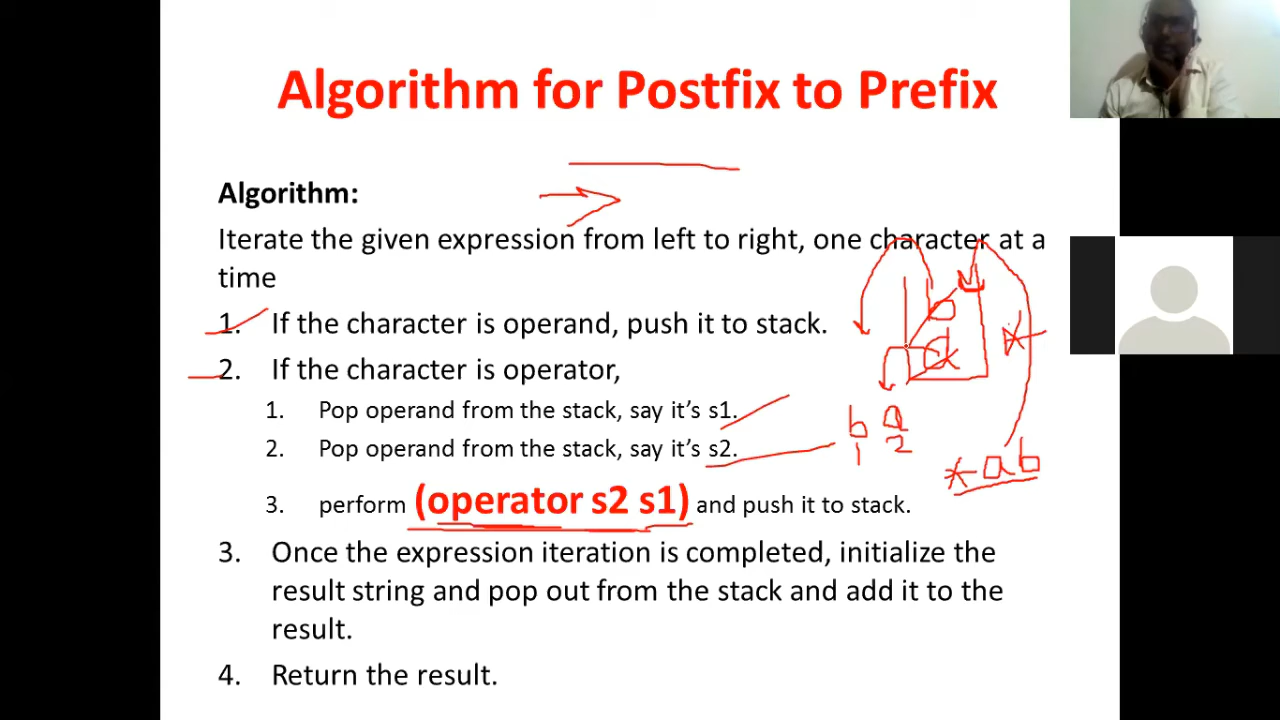 Algorithm for Postfix to Prefix
Algorithm:
Iterate the given expression from left to right, one character at a
time
1. If the character is operand, push it to stack.
2. If the character is operator,
1. Pop operand from the stack, say it's s1.
2. Pop operand from the stack, say it's s2.
3. perform (operator s2 s1) and push it to stack.
3. Once the expression iteration is completed, initialize the
result string and pop out from the stack and add it to the
result.
4. Return the result.
b
a
*
b a
1 2
*ab